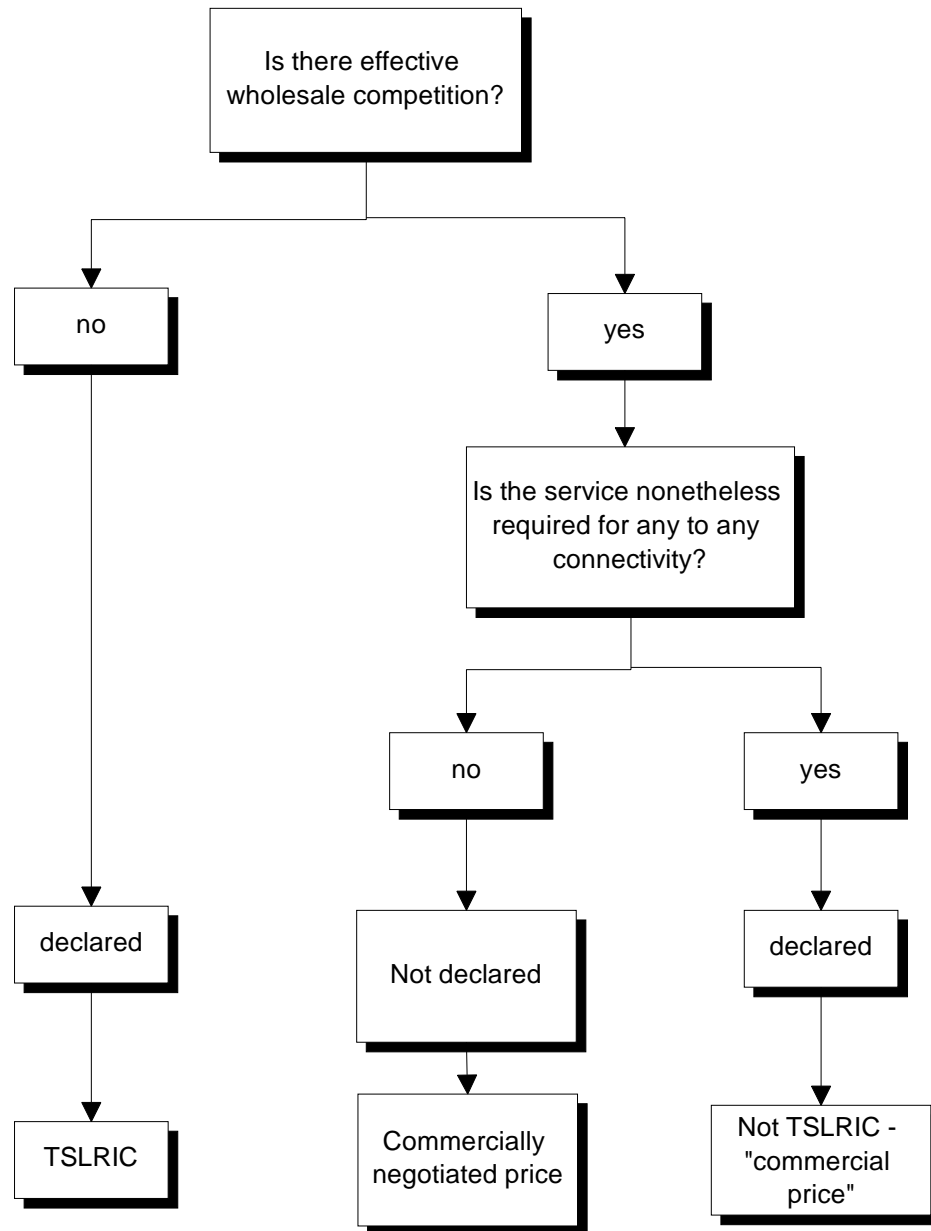 Is there effective
wholesale competition?
no
yes
Is the service nonetheless
required for any to any
connectivity?
no
yes
declared
Not declared
declared
TSLRIC
Commercially
negotiated price
Not TSLRIC -
"commercial
price"